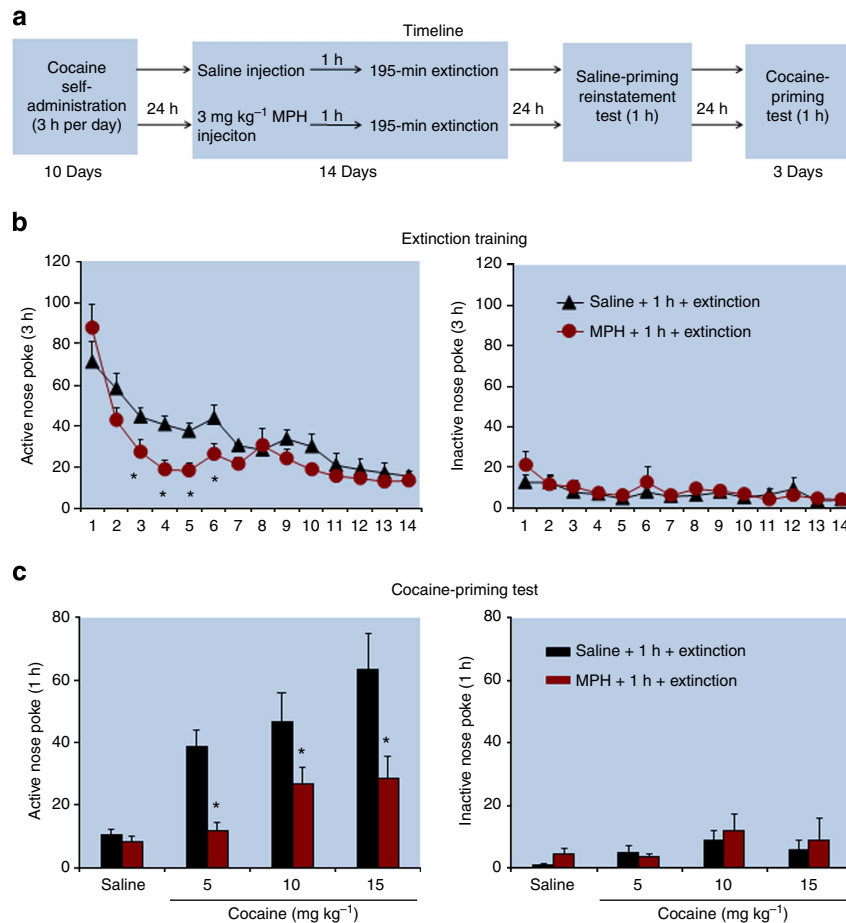 a
Timeline
Cocaine
self-
administration
(3 h per day)
10 Days
24 h
Saline injection
1 h
195-min extinction
3 mg kg⁻¹ MPH
injeciton
1 h
195-min extinction
14 Days
24 h
Saline-priming
reinstatement
test (1 h)
24 h
Cocaine-
priming
test (1 h)
3 Days
b
Extinction training
Active nose poke (3 h)
120
100
80
60
40
20
0
* * * *
1 2 3 4 5 6 7 8 9 10 11 12 13 14
Inactive nose poke (3 h)
120
100
80
60
40
20
0
Saline + 1 h + extinction
MPH + 1 h + extinction
1 2 3 4 5 6 7 8 9 10 11 12 13 14
c
Cocaine-priming test
Active nose poke (1 h)
80
60
40
20
0
* * *
Saline 5 10 15
Cocaine (mg kg⁻¹)
Inactive nose poke (1 h)
80
60
40
20
0
Saline + 1 h + extinction
MPH + 1 h + extinction
Saline 5 10 15
Cocaine (mg kg⁻¹)